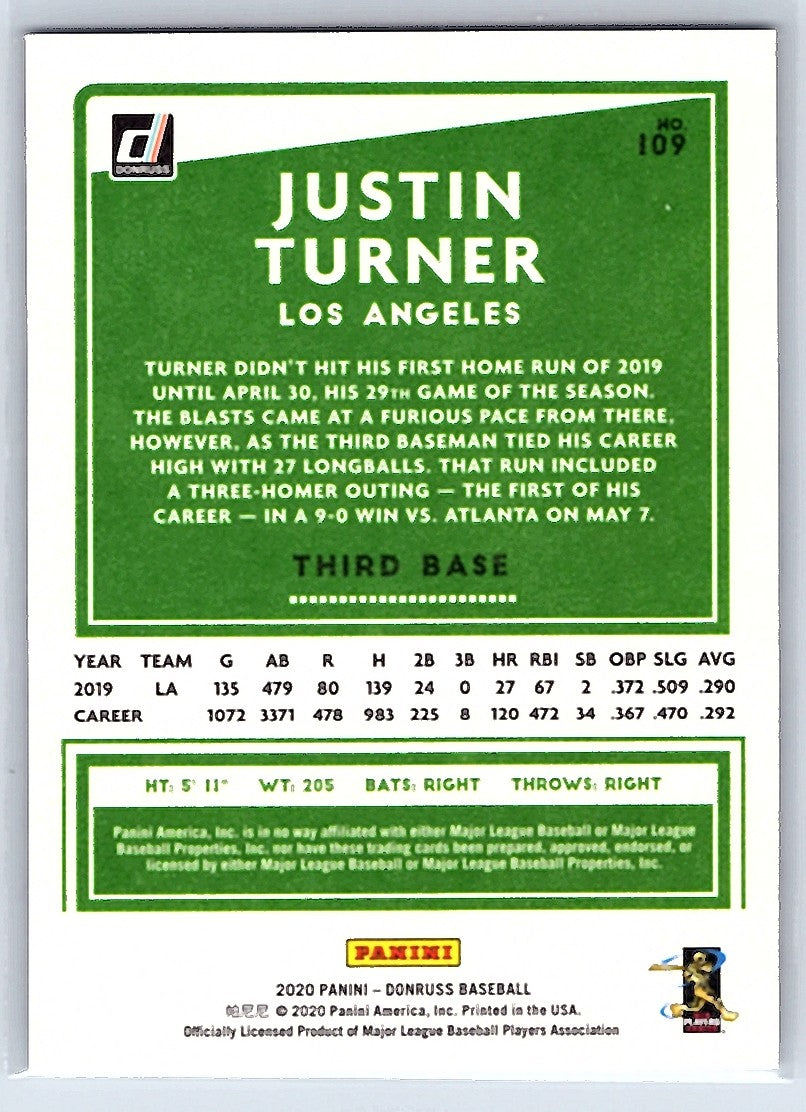 d
DONRUSS
NO.
109
JUSTIN
TURNER
LOS ANGELES
TURNER DIDN'T HIT HIS FIRST HOME RUN OF 2019
UNTIL APRIL 30, HIS 29TH GAME OF THE SEASON.
THE BLASTS CAME AT A FURIOUS PACE FROM THERE,
HOWEVER, AS THE THIRD BASEMAN TIED HIS CAREER
HIGH WITH 27 LONGBALLS. THAT RUN INCLUDED
A THREE-HOMER OUTING — THE FIRST OF HIS
CAREER — IN A 9-0 WIN VS. ATLANTA ON MAY 7.
THIRD BASE
YEAR TEAM G AB R H 2B 3B HR RBI SB OBP SLG AVG
2019 LA 135 479 80 139 24 0 27 67 2 .372 .509 .290
CAREER 1072 3371 478 983 225 8 120 472 34 .367 .470 .292
HT: 5' 11" WT: 205 BATS: RIGHT THROWS: RIGHT
Panini America, Inc. is in no way affiliated with either Major League Baseball or Major League
Baseball Properties, Inc. nor have these trading cards been prepared, approved, endorsed, or
licensed by either Major League Baseball or Major League Baseball Properties, Inc.
PANINI
2020 PANINI – DONRUSS BASEBALL
帕尼尼 © 2020 Panini America, Inc. Printed in the USA.
Officially Licensed Product of Major League Baseball Players Association
PLAYERS